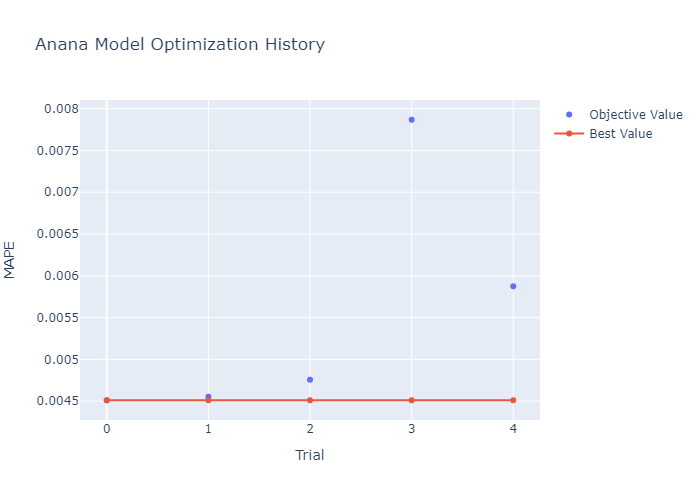 Anana Model Optimization History
MAPE
0.008
0.0075
0.007
0.0065
0.006
0.0055
0.005
0.0045
0 1 2 3 4
Trial
Objective Value
Best Value